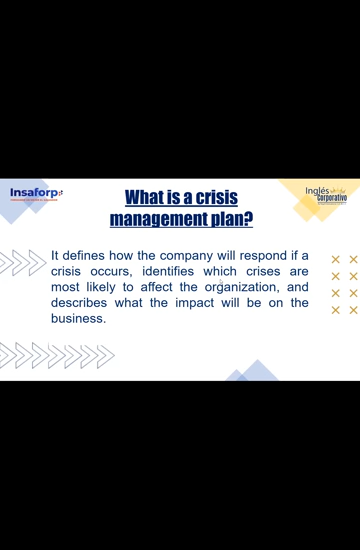 Insaforp
Inglés
Corporativo
What is a crisis
management plan?
It defines how the company will respond if a
crisis occurs, identifies which crises are
most likely to affect the organization, and
describes what the impact will be on the
business.